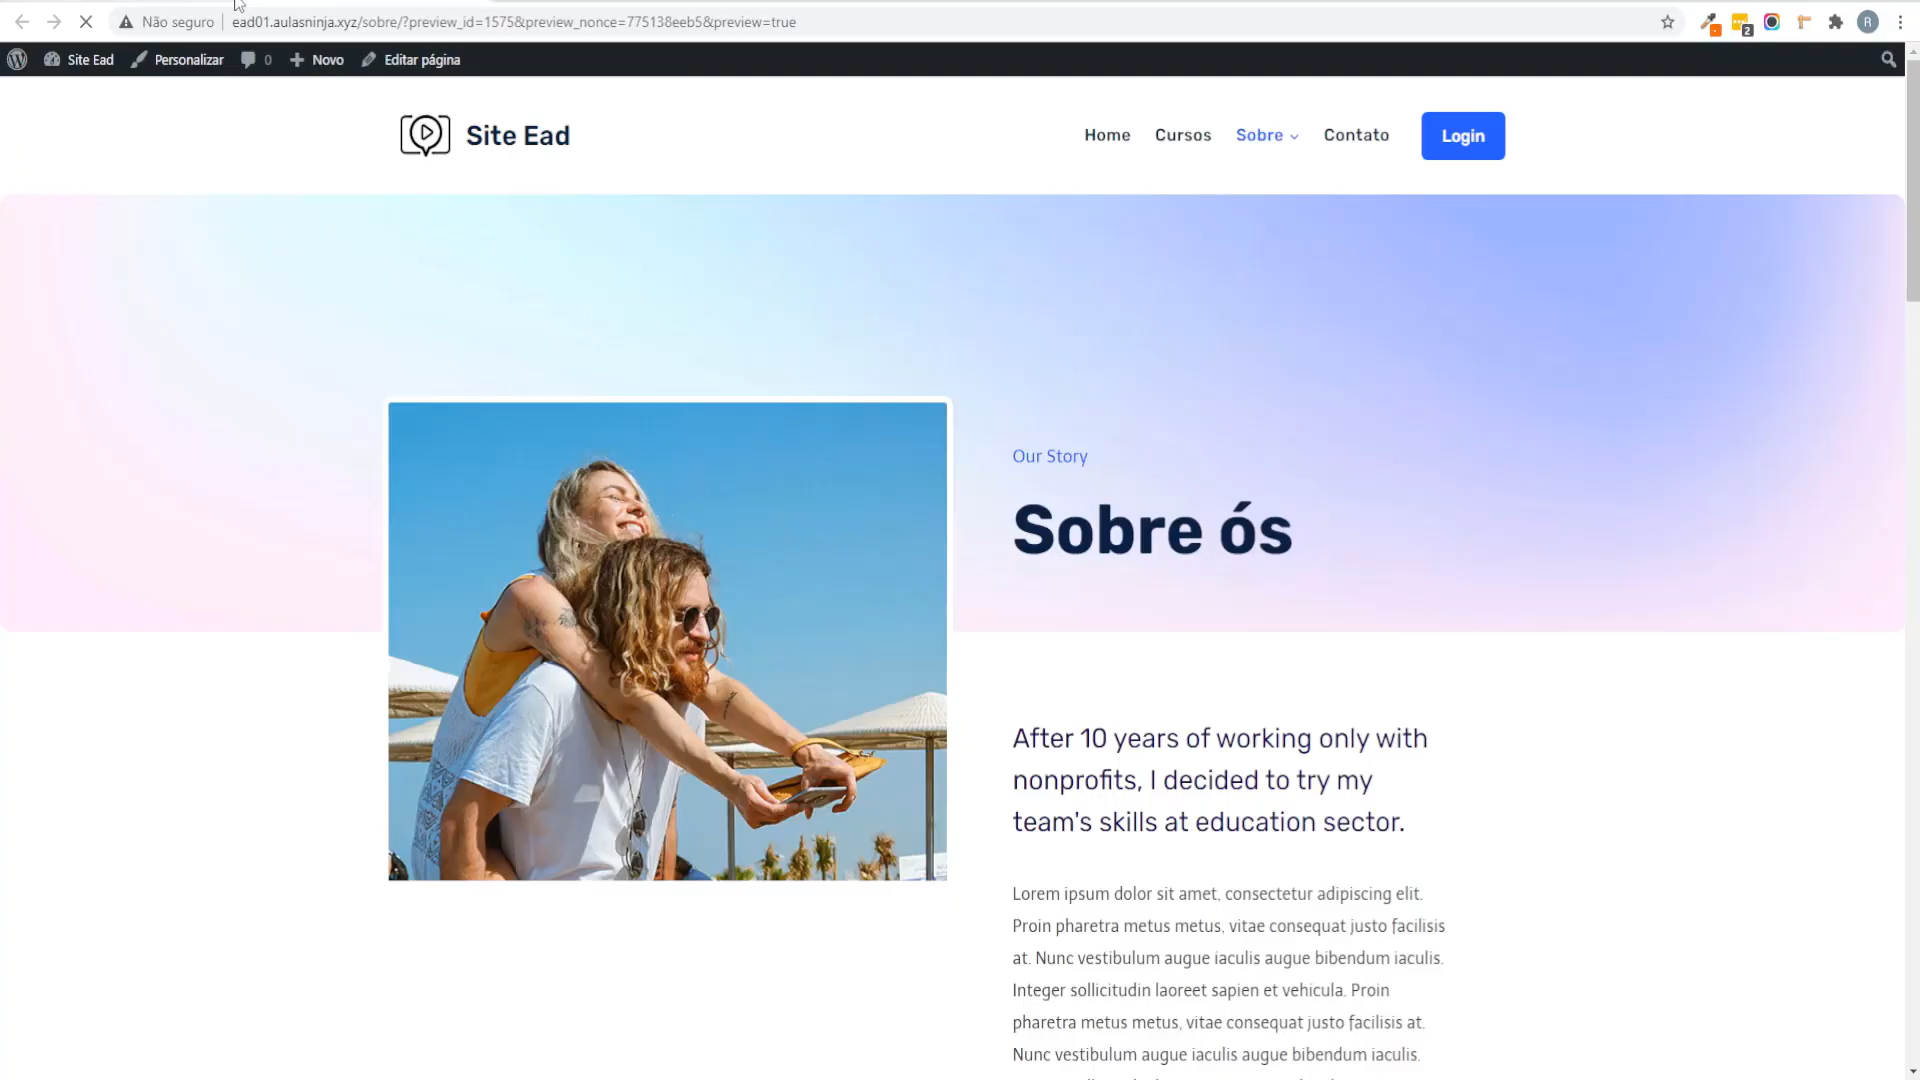 Não seguro
ead01.aulasninja.xyz/sobre/?preview_id=1575&preview_nonce=775138eeb5&preview=true
2
R
Site Ead
Personalizar
0
Novo
Editar página
Site Ead
Home
Cursos
Sobre
Contato
Login
Our Story
Sobre ós
After 10 years of working only with
nonprofits, I decided to try my
team's skills at education sector.
Lorem ipsum dolor sit amet, consectetur adipiscing elit.
Proin pharetra metus metus, vitae consequat justo facilisis
at. Nunc vestibulum augue iaculis augue bibendum iaculis.
Integer sollicitudin laoreet sapien et vehicula. Proin
pharetra metus metus, vitae consequat justo facilisis at.
Nunc vestibulum augue iaculis augue bibendum iaculis.